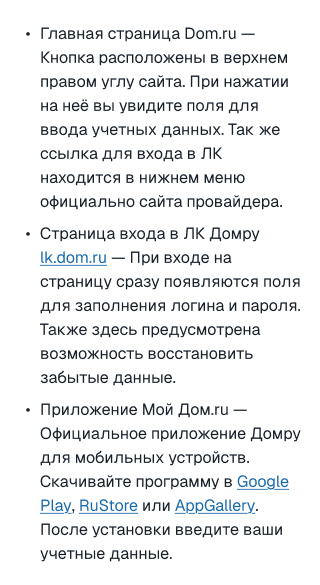 • Главная страница Dom.ru —
Кнопка расположены в верхнем
правом углу сайта. При нажатии
на неё вы увидите поля для
ввода учетных данных. Так же
ссылка для входа в ЛК
находится в нижнем меню
официально сайта провайдера.
• Страница входа в ЛК Домру
lk.dom.ru — При входе на
страницу сразу появляются поля
для заполнения логина и пароля.
Также здесь предусмотрена
возможность восстановить
забытые данные.
• Приложение Мой Дом.ru —
Официальное приложение Домру
для мобильных устройств.
Скачивайте программу в Google
Play, RuStore или AppGallery.
После установки введите ваши
учетные данные.